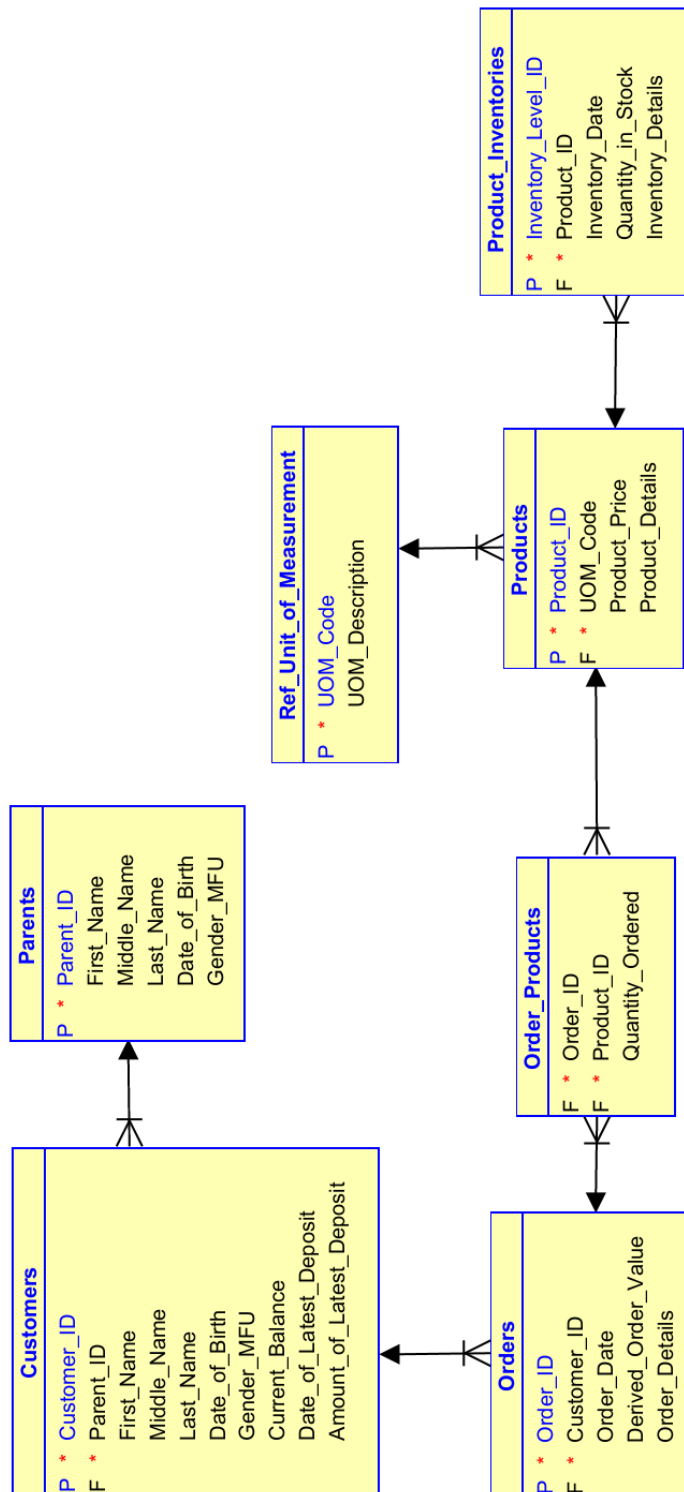 Customers
P * Customer_ID
F * Parent_ID
First_Name
Middle_Name
Last_Name
Date_of_Birth
Gender_MFU
Current_Balance
Date_of_Latest_Deposit
Amount_of_Latest_Deposit
Parents
P * Parent_ID
First_Name
Middle_Name
Last_Name
Date_of_Birth
Gender_MFU
Ref_Unit_of_Measurement
P * UOM_Code
UOM_Description
Orders
P * Order_ID
F * Customer_ID
Order_Date
Derived_Order_Value
Order_Details
Order_Products
F * Order_ID
F * Product_ID
Quantity_Ordered
Products
P * Product_ID
F * UOM_Code
Product_Price
Product_Details
Product_Inventories
P * Inventory_Level_ID
F * Product_ID
Inventory_Date
Quantity_in_Stock
Inventory_Details